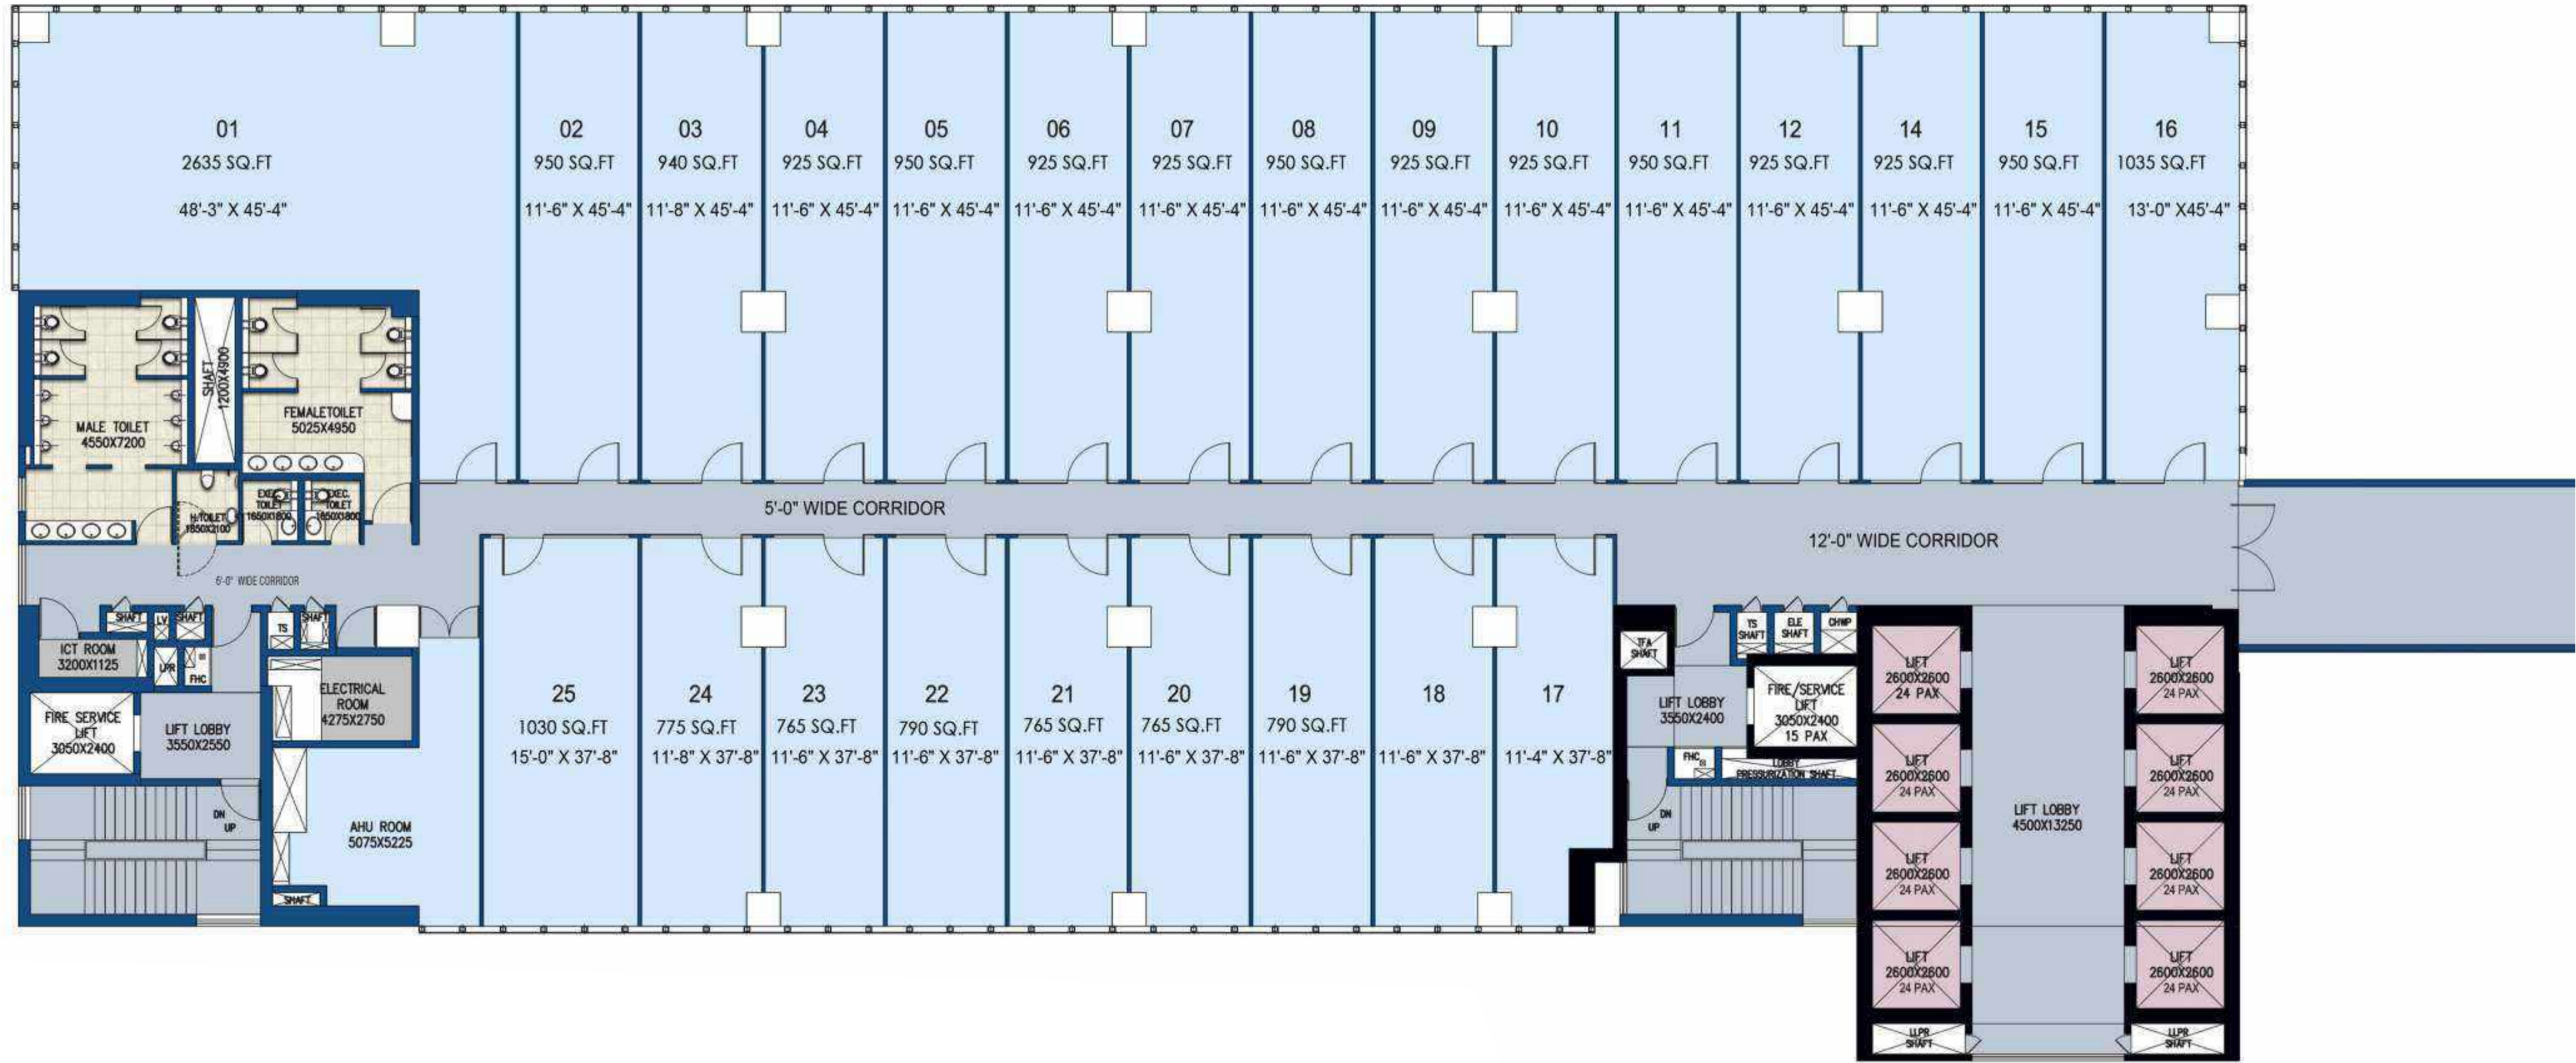 01
2635 SQ.FT
48'-3" X 45'-4"
02
950 SQ.FT
11'-6" X 45'-4"
03
940 SQ.FT
11'-8" X 45'-4"
04
925 SQ.FT
11'-6" X 45'-4"
05
950 SQ.FT
11'-6" X 45'-4"
06
925 SQ.FT
11'-6" X 45'-4"
07
925 SQ.FT
11'-6" X 45'-4"
08
950 SQ.FT
11'-6" X 45'-4"
09
925 SQ.FT
11'-6" X 45'-4"
10
925 SQ.FT
11'-6" X 45'-4"
11
950 SQ.FT
11'-6" X 45'-4"
12
925 SQ.FT
11'-6" X 45'-4"
14
925 SQ.FT
11'-6" X 45'-4"
15
950 SQ.FT
11'-6" X 45'-4"
16
1035 SQ.FT
13'-0" X45'-4"
MALE TOILET
4550X7200
SHAFT
1200X4900
FEMALETOILET
5025X4950
H.TOILET
1850X2100
EXEC.
TOILET
1650X1800
EXEC.
TOILET
1650X1800
5'-0" WIDE CORRIDOR
12'-0" WIDE CORRIDOR
6'-0" WIDE CORRIDOR
SHAFT
LV
SHAFT
TS
SHAFT
ICT ROOM
3200X1125
LPR
FHC
ELECTRICAL
ROOM
4275X2750
FIRE SERVICE
LIFT
3050X2400
LIFT LOBBY
3550X2550
DN
UP
AHU ROOM
5075X5225
SHAFT
25
1030 SQ.FT
15'-0" X 37'-8"
24
775 SQ.FT
11'-8" X 37'-8"
23
765 SQ.FT
11'-6" X 37'-8"
22
790 SQ.FT
11'-6" X 37'-8"
21
765 SQ.FT
11'-6" X 37'-8"
20
765 SQ.FT
11'-6" X 37'-8"
19
790 SQ.FT
11'-6" X 37'-8"
18
11'-6" X 37'-8"
17
11'-4" X 37'-8"
TFA
SHAFT
TS
SHAFT
ELE
SHAFT
CHWP
LIFT LOBBY
3550X2400
FIRE/SERVICE
LIFT
3050X2400
15 PAX
FHC
LOBBY
PRESSURIZATION SHAFT
DN
UP
LIFT
2600X2600
24 PAX
LIFT
2600X2600
24 PAX
LIFT
2600X2600
24 PAX
LIFT
2600X2600
24 PAX
LIFT LOBBY
4500X13250
LIFT
2600X2600
24 PAX
LIFT
2600X2600
24 PAX
LIFT
2600X2600
24 PAX
LIFT
2600X2600
24 PAX
LLPR
SHAFT
LLPR
SHAFT